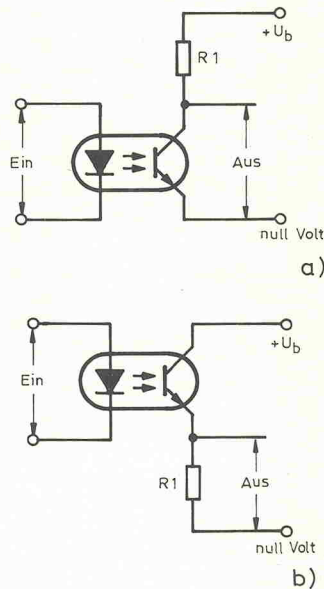 +U_b
R1
Ein
Aus
null Volt
a)
+U_b
Ein
R1
Aus
null Volt
b)